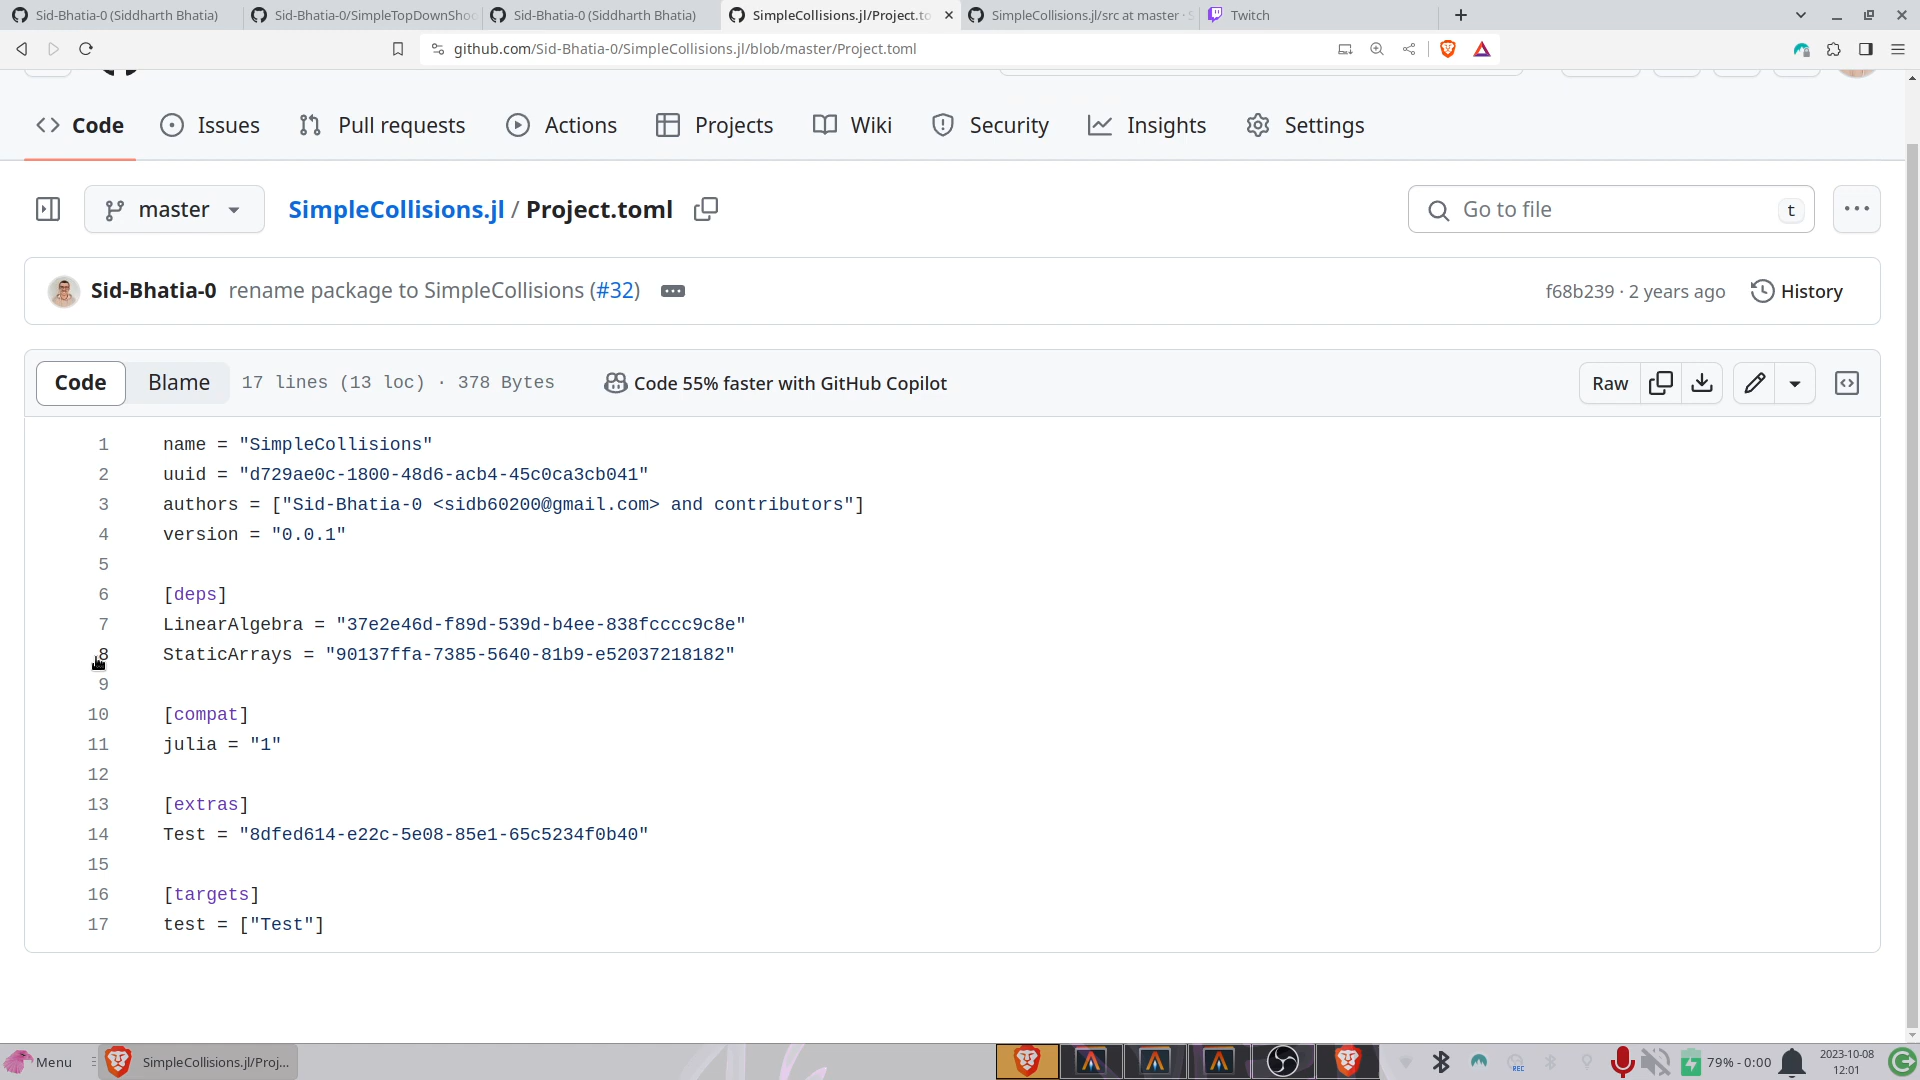 Sid-Bhatia-0 (Siddharth Bhatia)
Sid-Bhatia-0/SimpleTopDownShoo
Sid-Bhatia-0 (Siddharth Bhatia)
SimpleCollisions.jl/Project.to
SimpleCollisions.jl/src at master · S
Twitch
github.com/Sid-Bhatia-0/SimpleCollisions.jl/blob/master/Project.toml
Code
Issues
Pull requests
Actions
Projects
Wiki
Security
Insights
Settings
master
SimpleCollisions.jl / Project.toml
Go to file
t
Sid-Bhatia-0 rename package to SimpleCollisions (#32)
f68b239 · 2 years ago
History
Code
Blame
17 lines (13 loc) · 378 Bytes
Code 55% faster with GitHub Copilot
Raw
1 name = "SimpleCollisions"
2 uuid = "d729ae0c-1800-48d6-acb4-45c0ca3cb041"
3 authors = ["Sid-Bhatia-0 <sidb60200@gmail.com> and contributors"]
4 version = "0.0.1"
5
6 [deps]
7 LinearAlgebra = "37e2e46d-f89d-539d-b4ee-838fcccc9c8e"
8 StaticArrays = "90137ffa-7385-5640-81b9-e52037218182"
9
10 [compat]
11 julia = "1"
12
13 [extras]
14 Test = "8dfed614-e22c-5e08-85e1-65c5234f0b40"
15
16 [targets]
17 test = ["Test"]
Menu
SimpleCollisions.jl/Proj...
REC
79% - 0:00
2023-10-08
12:01